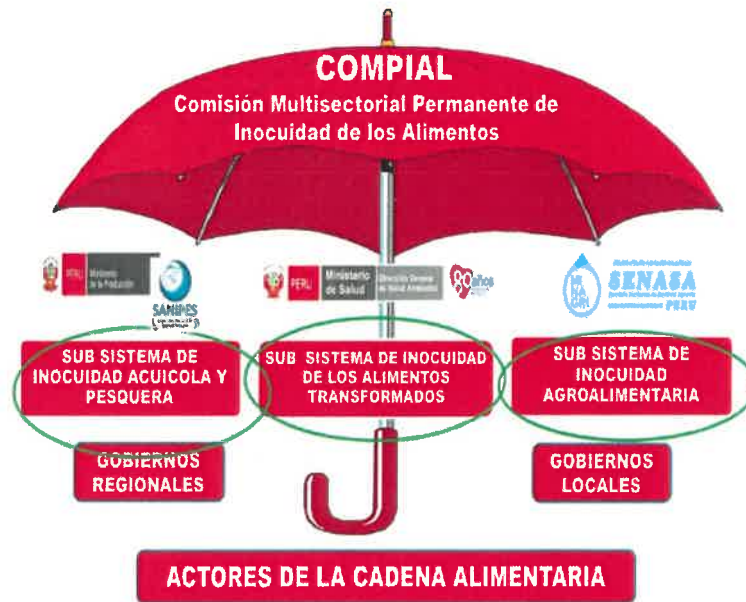 COMPIAL
Comisión Multisectorial Permanente de
Inocuidad de los Alimentos
PERU
Ministerio
de la Producción
SANIPES
PERÚ
Ministerio
de Salud
Dirección General
de Salud Ambiental
años
SENASA
PERU
SUB SISTEMA DE
INOCUIDAD ACUICOLA Y
PESQUERA
SUB SISTEMA DE INOCUIDAD
DE LOS ALIMENTOS
TRANSFORMADOS
SUB SISTEMA DE
INOCUIDAD
AGROALIMENTARIA
GOBIERNOS
REGIONALES
GOBIERNOS
LOCALES
ACTORES DE LA CADENA ALIMENTARIA